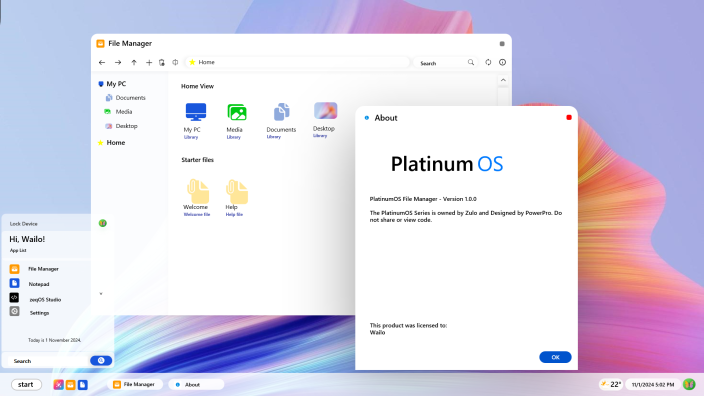 File Manager
Home
Search
My PC
Documents
Media
Desktop
Home
Home View
My PC
Library
Media
Library
Documents
Library
Desktop
Library
Starter files
Welcome
Welcome file
Help
Help file
About
Platinum OS
PlatinumOS File Manager - Version 1.0.0
The PlatinumOS Series is owned by Zulo and Designed by PowerPro. Do
not share or view code.
This product was licensed to:
Wailo
OK
Lock Device
Hi, Wailo!
App List
File Manager
Notepad
zeqOS Studio
Settings
Today is 1 November 2024,
Search
start
File Manager
About
22°
11/1/2024 5:02 PM